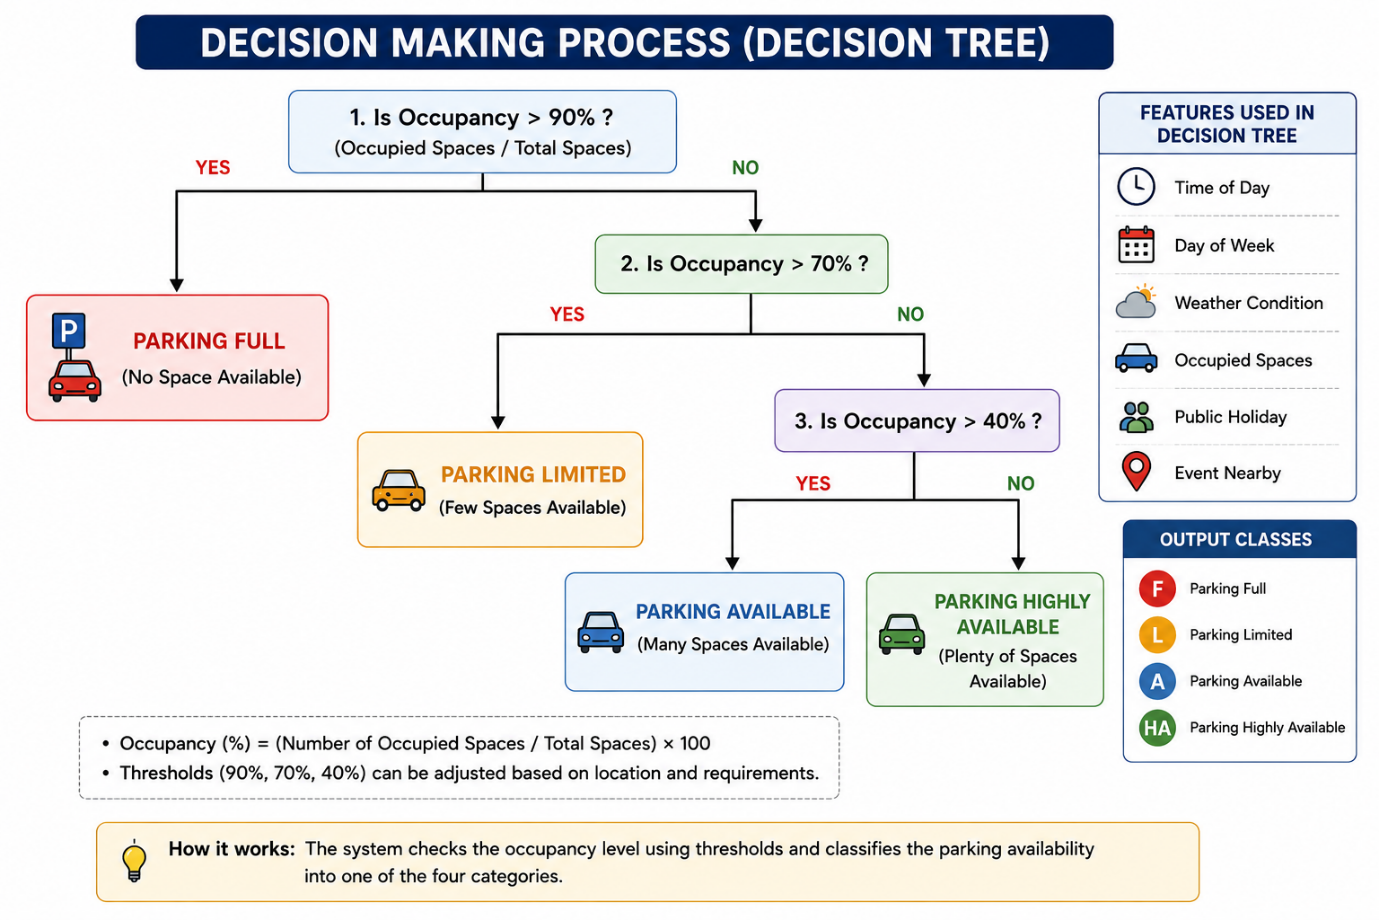 DECISION MAKING PROCESS (DECISION TREE)
1. Is Occupancy > 90% ?
(Occupied Spaces / Total Spaces)
YES
NO
2. Is Occupancy > 70% ?
YES
NO
P
PARKING FULL
(No Space Available)
3. Is Occupancy > 40% ?
YES
NO
PARKING LIMITED
(Few Spaces Available)
PARKING AVAILABLE
(Many Spaces Available)
PARKING HIGHLY
AVAILABLE
(Plenty of Spaces
Available)
FEATURES USED IN
DECISION TREE
Time of Day
Day of Week
Weather Condition
Occupied Spaces
Public Holiday
Event Nearby
OUTPUT CLASSES
F Parking Full
L Parking Limited
A Parking Available
HA Parking Highly Available
• Occupancy (%) = (Number of Occupied Spaces / Total Spaces) × 100
• Thresholds (90%, 70%, 40%) can be adjusted based on location and requirements.
How it works: The system checks the occupancy level using thresholds and classifies the parking availability
into one of the four categories.